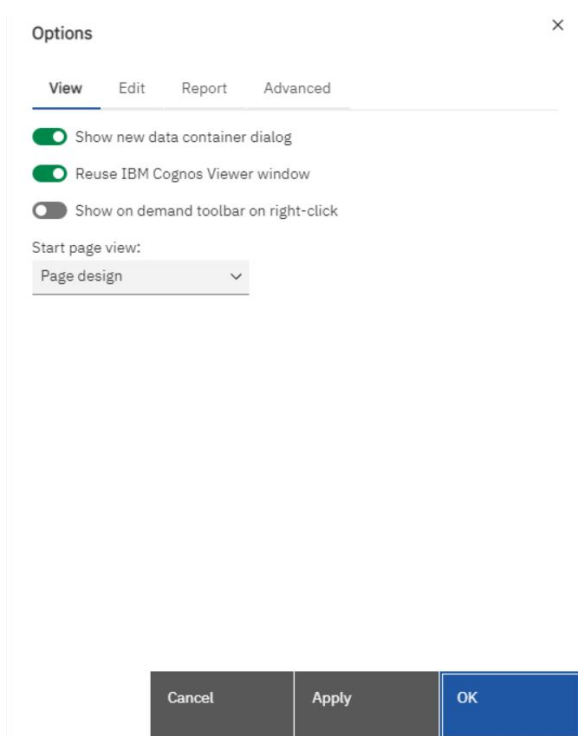 Options
View Edit Report Advanced
Show new data container dialog
Reuse IBM Cognos Viewer window
Show on demand toolbar on right-click
Start page view:
Page design
Cancel Apply OK